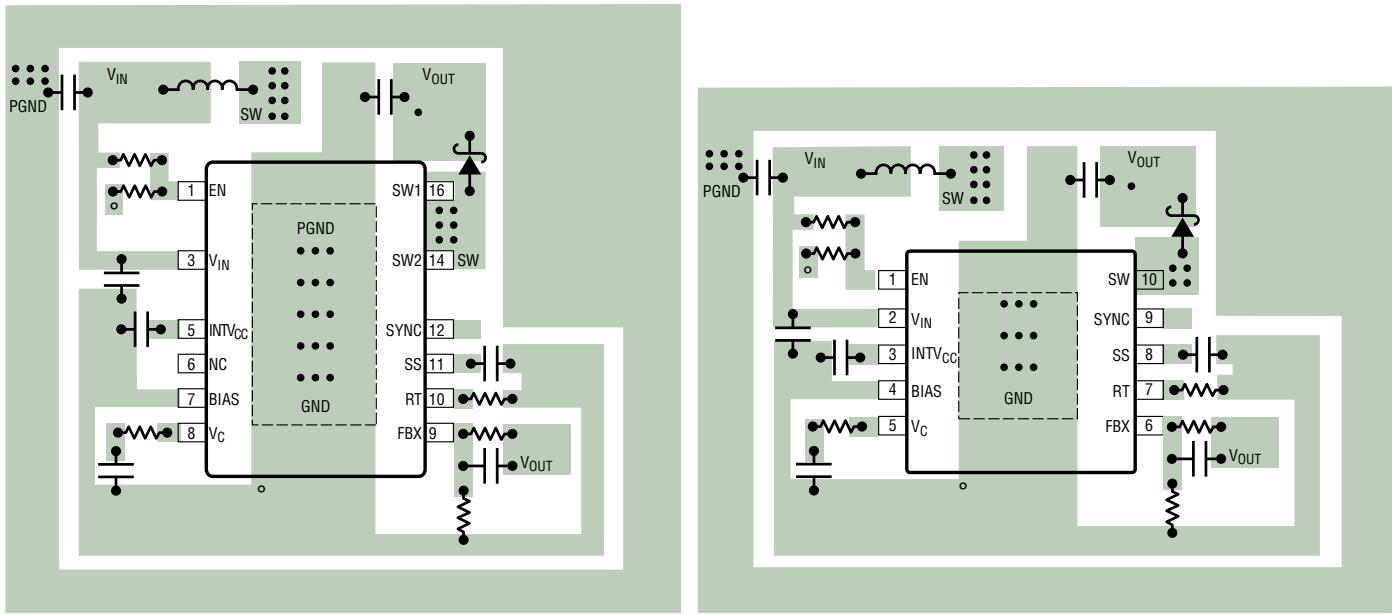 VIN
VOUT
PGND
SW
1 EN
SW1 16
PGND
3 VIN
SW2 14 SW
5 INTVCC
SYNC 12
6 NC
SS 11
7 BIAS
GND
RT 10
8 VC
FBX 9
VOUT
VIN
VOUT
PGND
SW
1 EN
SW 10
2 VIN
SYNC 9
3 INTVCC
SS 8
4 BIAS
GND
RT 7
5 VC
FBX 6
VOUT